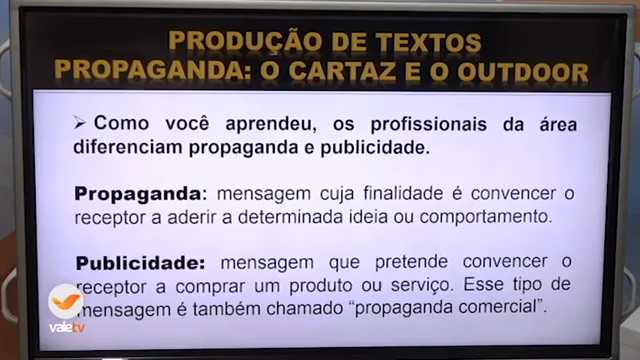 PRODUÇÃO DE TEXTOS
PROPAGANDA: O CARTAZ E O OUTDOOR
➢ Como você aprendeu, os profissionais da área
diferenciam propaganda e publicidade.
Propaganda: mensagem cuja finalidade é convencer o
receptor a aderir a determinada ideia ou comportamento.
Publicidade: mensagem que pretende convencer o
receptor a comprar um produto ou serviço. Esse tipo de
mensagem é também chamado “propaganda comercial”.
valetv